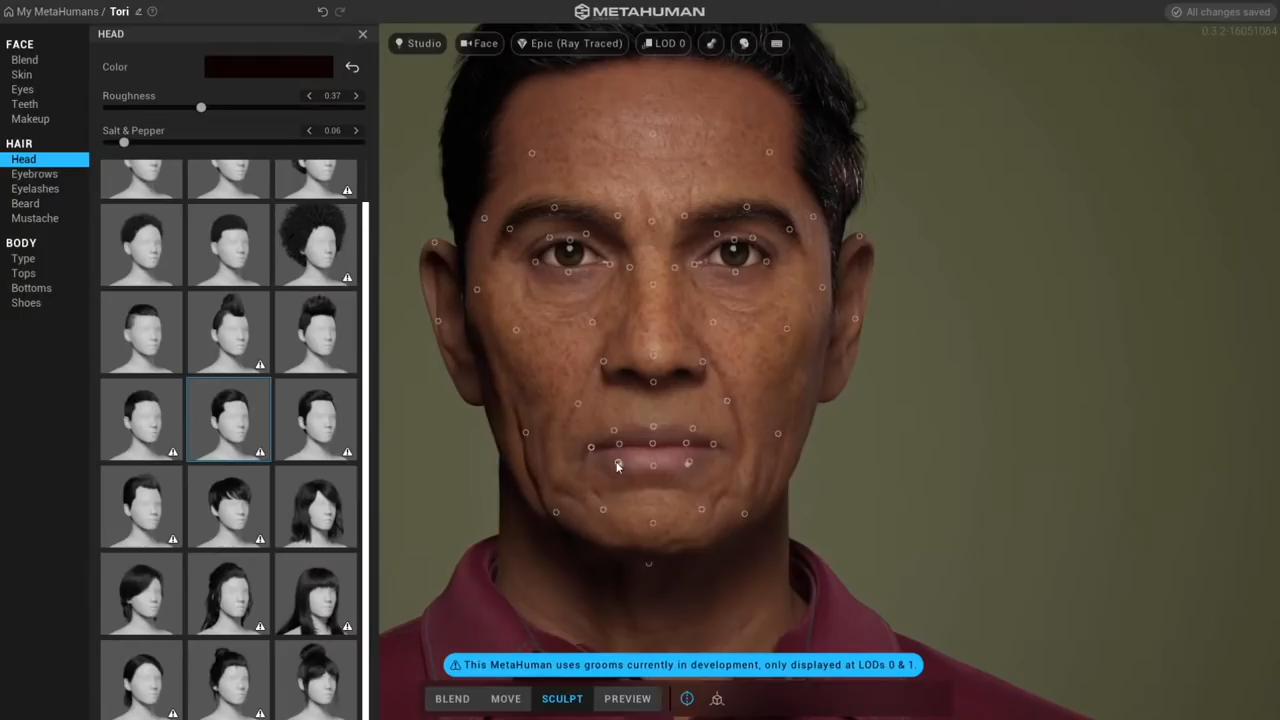 My MetaHumans / Tori
METAHUMAN
All changes saved
0.3.2-16051084
FACE
Blend
Skin
Eyes
Teeth
Makeup
HAIR
Head
Eyebrows
Eyelashes
Beard
Mustache
BODY
Type
Tops
Bottoms
Shoes
HEAD
Color
Roughness
0.37
Salt & Pepper
0.06
Studio
Face
Epic (Ray Traced)
LOD 0
This MetaHuman uses grooms currently in development, only displayed at LODs 0 & 1.
BLEND
MOVE
SCULPT
PREVIEW